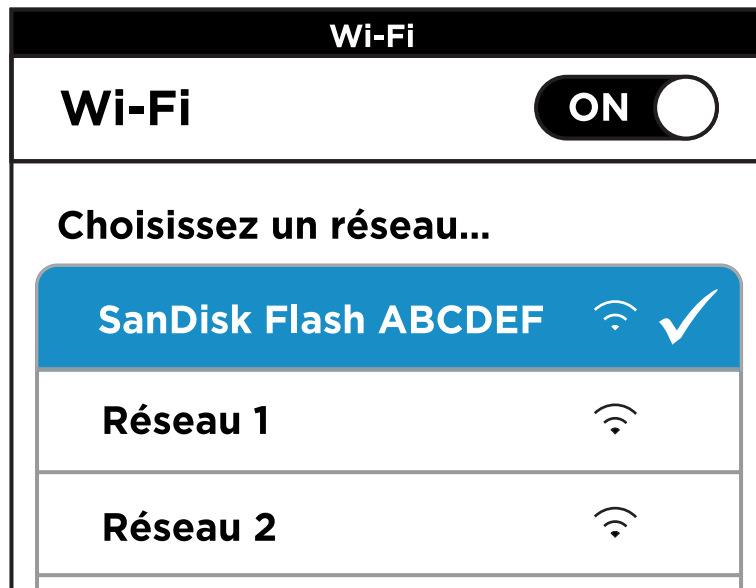 Wi-Fi
Wi-Fi ON
Choisissez un réseau...
SanDisk Flash ABCDEF
Réseau 1
Réseau 2